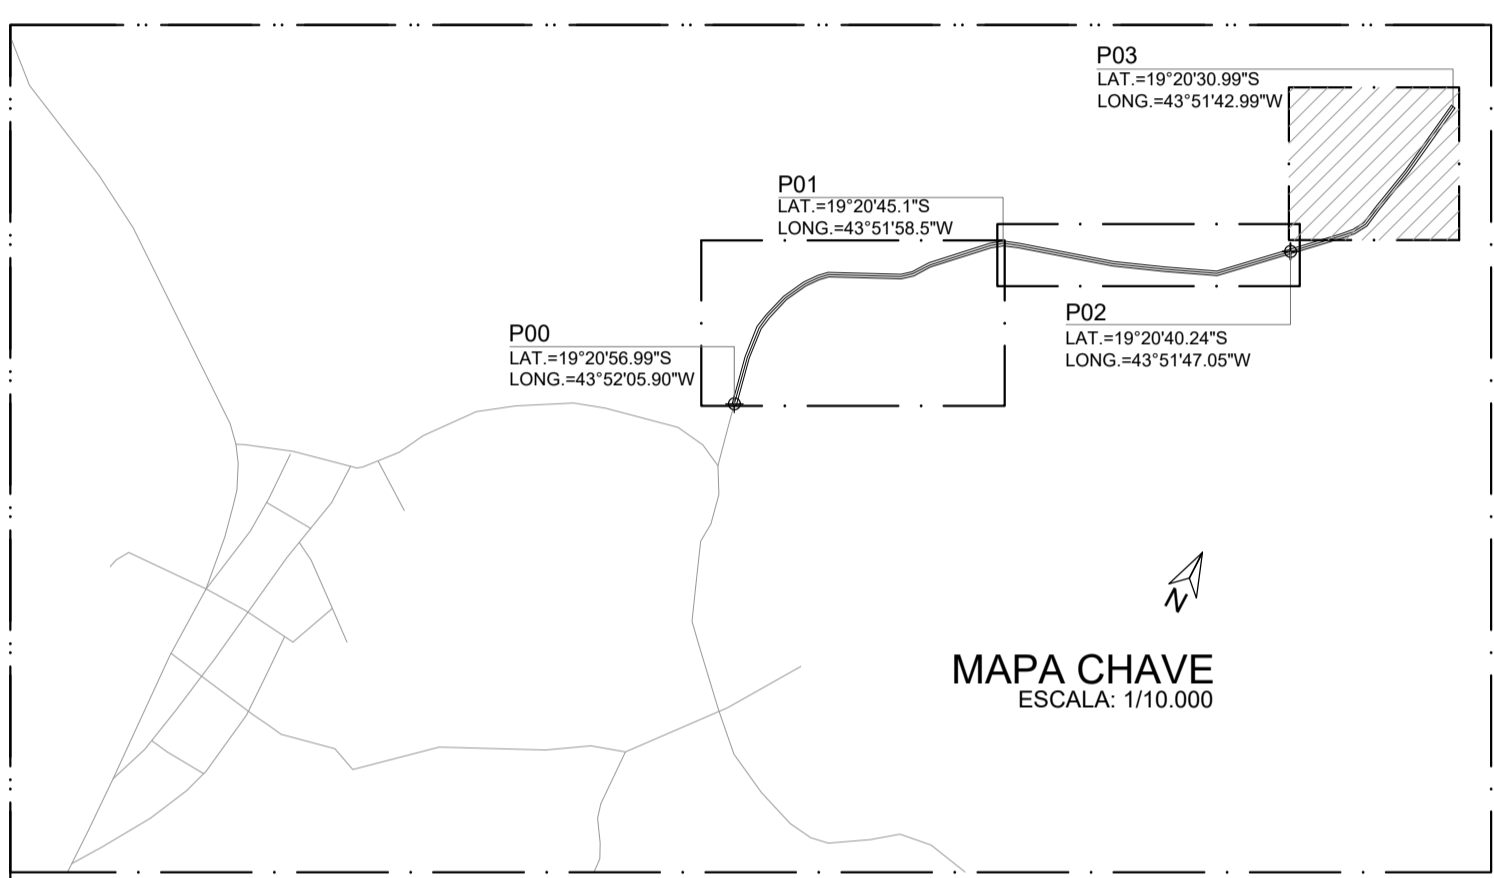 P03
LAT.=19°20'30.99"S
LONG.=43°51'42.99"W
P01
LAT.=19°20'45.1"S
LONG.=43°51'58.5"W
P02
LAT.=19°20'40.24"S
LONG.=43°51'47.05"W
P00
LAT.=19°20'56.99"S
LONG.=43°52'05.90"W
N
MAPA CHAVE
ESCALA: 1/10.000